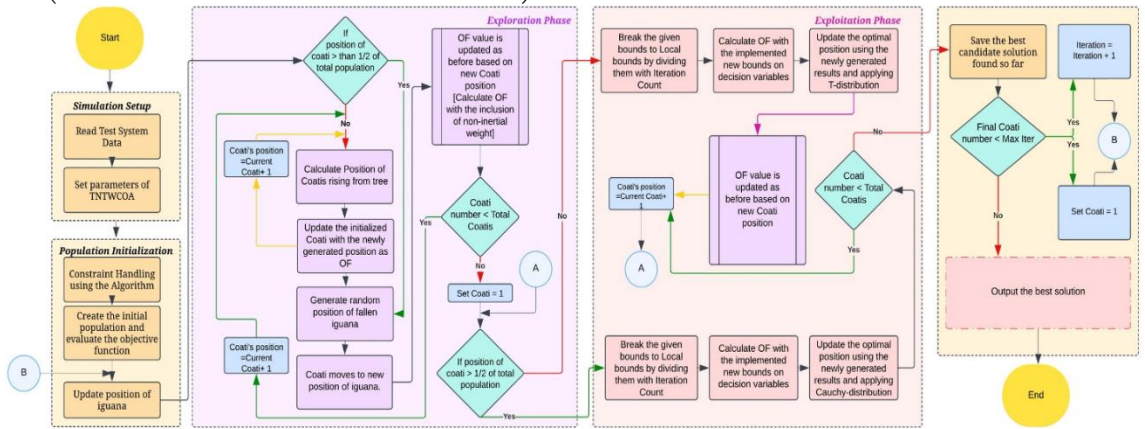 Start
Simulation Setup
Read Test System
Data
Set parameters of
TNTWCOA
Population Initialization
Constraint Handling
using the Algorithm
Create the initial
population and
evaluate the objective
function
B
Update position of
iguana
Exploration Phase
If
position of
coati > than 1/2 of
total population
Yes
No
Coati's position
=Current
Coati+ 1
Calculate Position of
Coatis rising from tree
Update the initialized
Coati with the newly
generated position as
OF
Generate random
position of fallen
iguana
Coati's position
=Current
Coati+ 1
Coati moves to new
position of iguana.
OF value is
updated as
before based on
new Coati
position
[Calculate OF
with the inclusion
of non-inertial
weight]
Coati
number < Total
Coatis
Yes
No
A
Set Coati = 1
If position of
coati > 1/2 of total
population
No
Yes
Exploitation Phase
Break the given
bounds to Local
bounds by dividing
them with Iteration
Count
Calculate OF with
the implemented
new bounds on
decision variables
Update the optimal
position using the
newly generated
results and applying
T-distribution
OF value is
updated as
before based on
new Coati
position
Coati's position
=Current Coati+
1
A
Coati
number < Total
Coatis
No
Yes
Break the given
bounds to Local
bounds by dividing
them with Iteration
Count
Calculate OF with
the implemented
new bounds on
decision variables
Update the optimal
position using the
newly generated
results and applying
Cauchy-distribution
Save the best
candidate solution
found so far
Iteration =
Iteration + 1
Final Coati
number < Max Iter
Yes
Yes
B
No
Set Coati = 1
Output the best solution
End